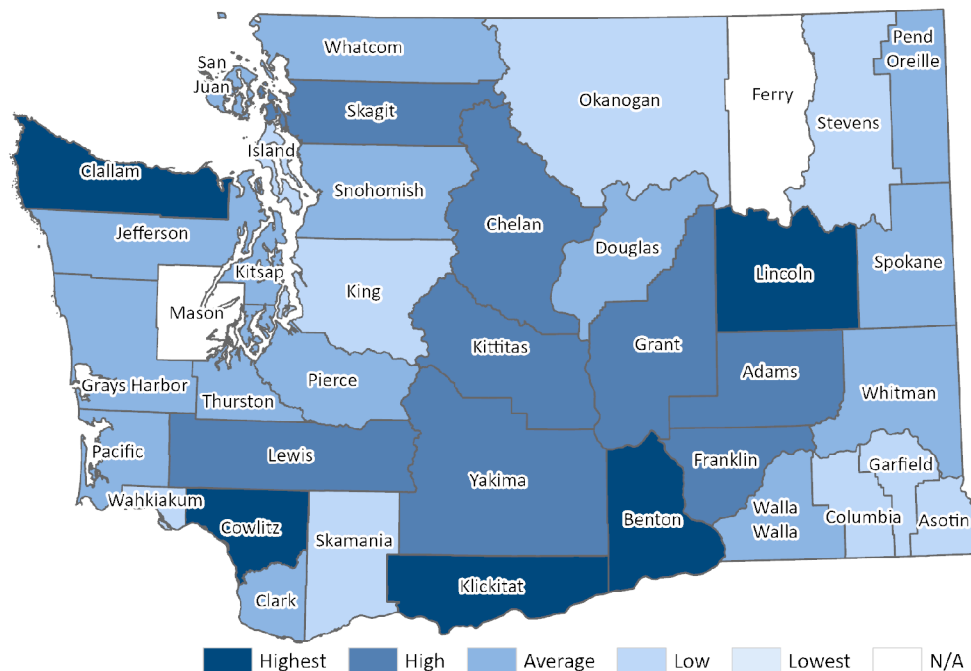 Whatcom
Pend
Oreille
San
Juan
Okanogan
Ferry
Skagit
Stevens
Island
Clallam
Snohomish
Chelan
Jefferson
Douglas
Kitsap
Lincoln
Spokane
King
Mason
Kittitas
Grant
Adams
Pierce
Grays Harbor
Thurston
Whitman
Pacific
Lewis
Franklin
Garfield
Yakima
Wahkiakum
Walla
Walla
Cowlitz
Benton
Columbia
Asotin
Skamania
Klickitat
Clark
Highest
High
Average
Low
Lowest
N/A